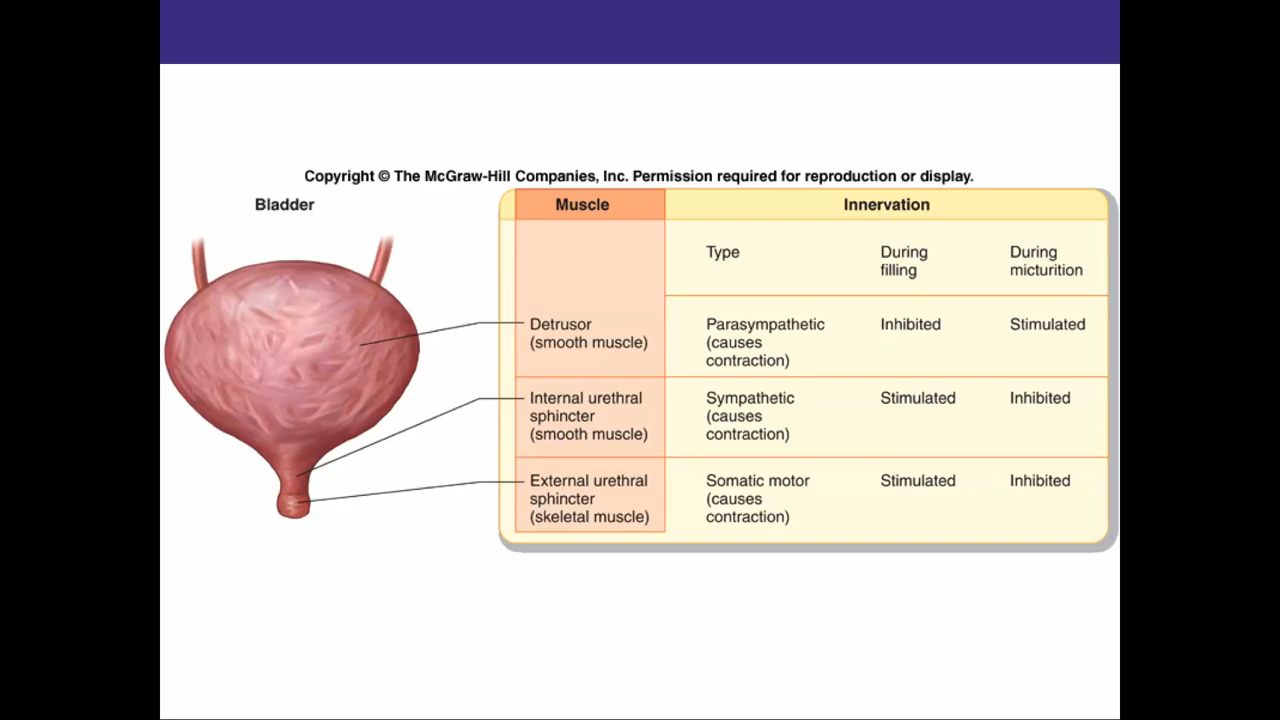 Copyright © The McGraw-Hill Companies, Inc. Permission required for reproduction or display.
Bladder
Muscle
Innervation
Type
During
filling
During
micturition
Detrusor
(smooth muscle)
Parasympathetic
(causes
contraction)
Inhibited
Stimulated
Internal urethral
sphincter
(smooth muscle)
Sympathetic
(causes
contraction)
Stimulated
Inhibited
External urethral
sphincter
(skeletal muscle)
Somatic motor
(causes
contraction)
Stimulated
Inhibited